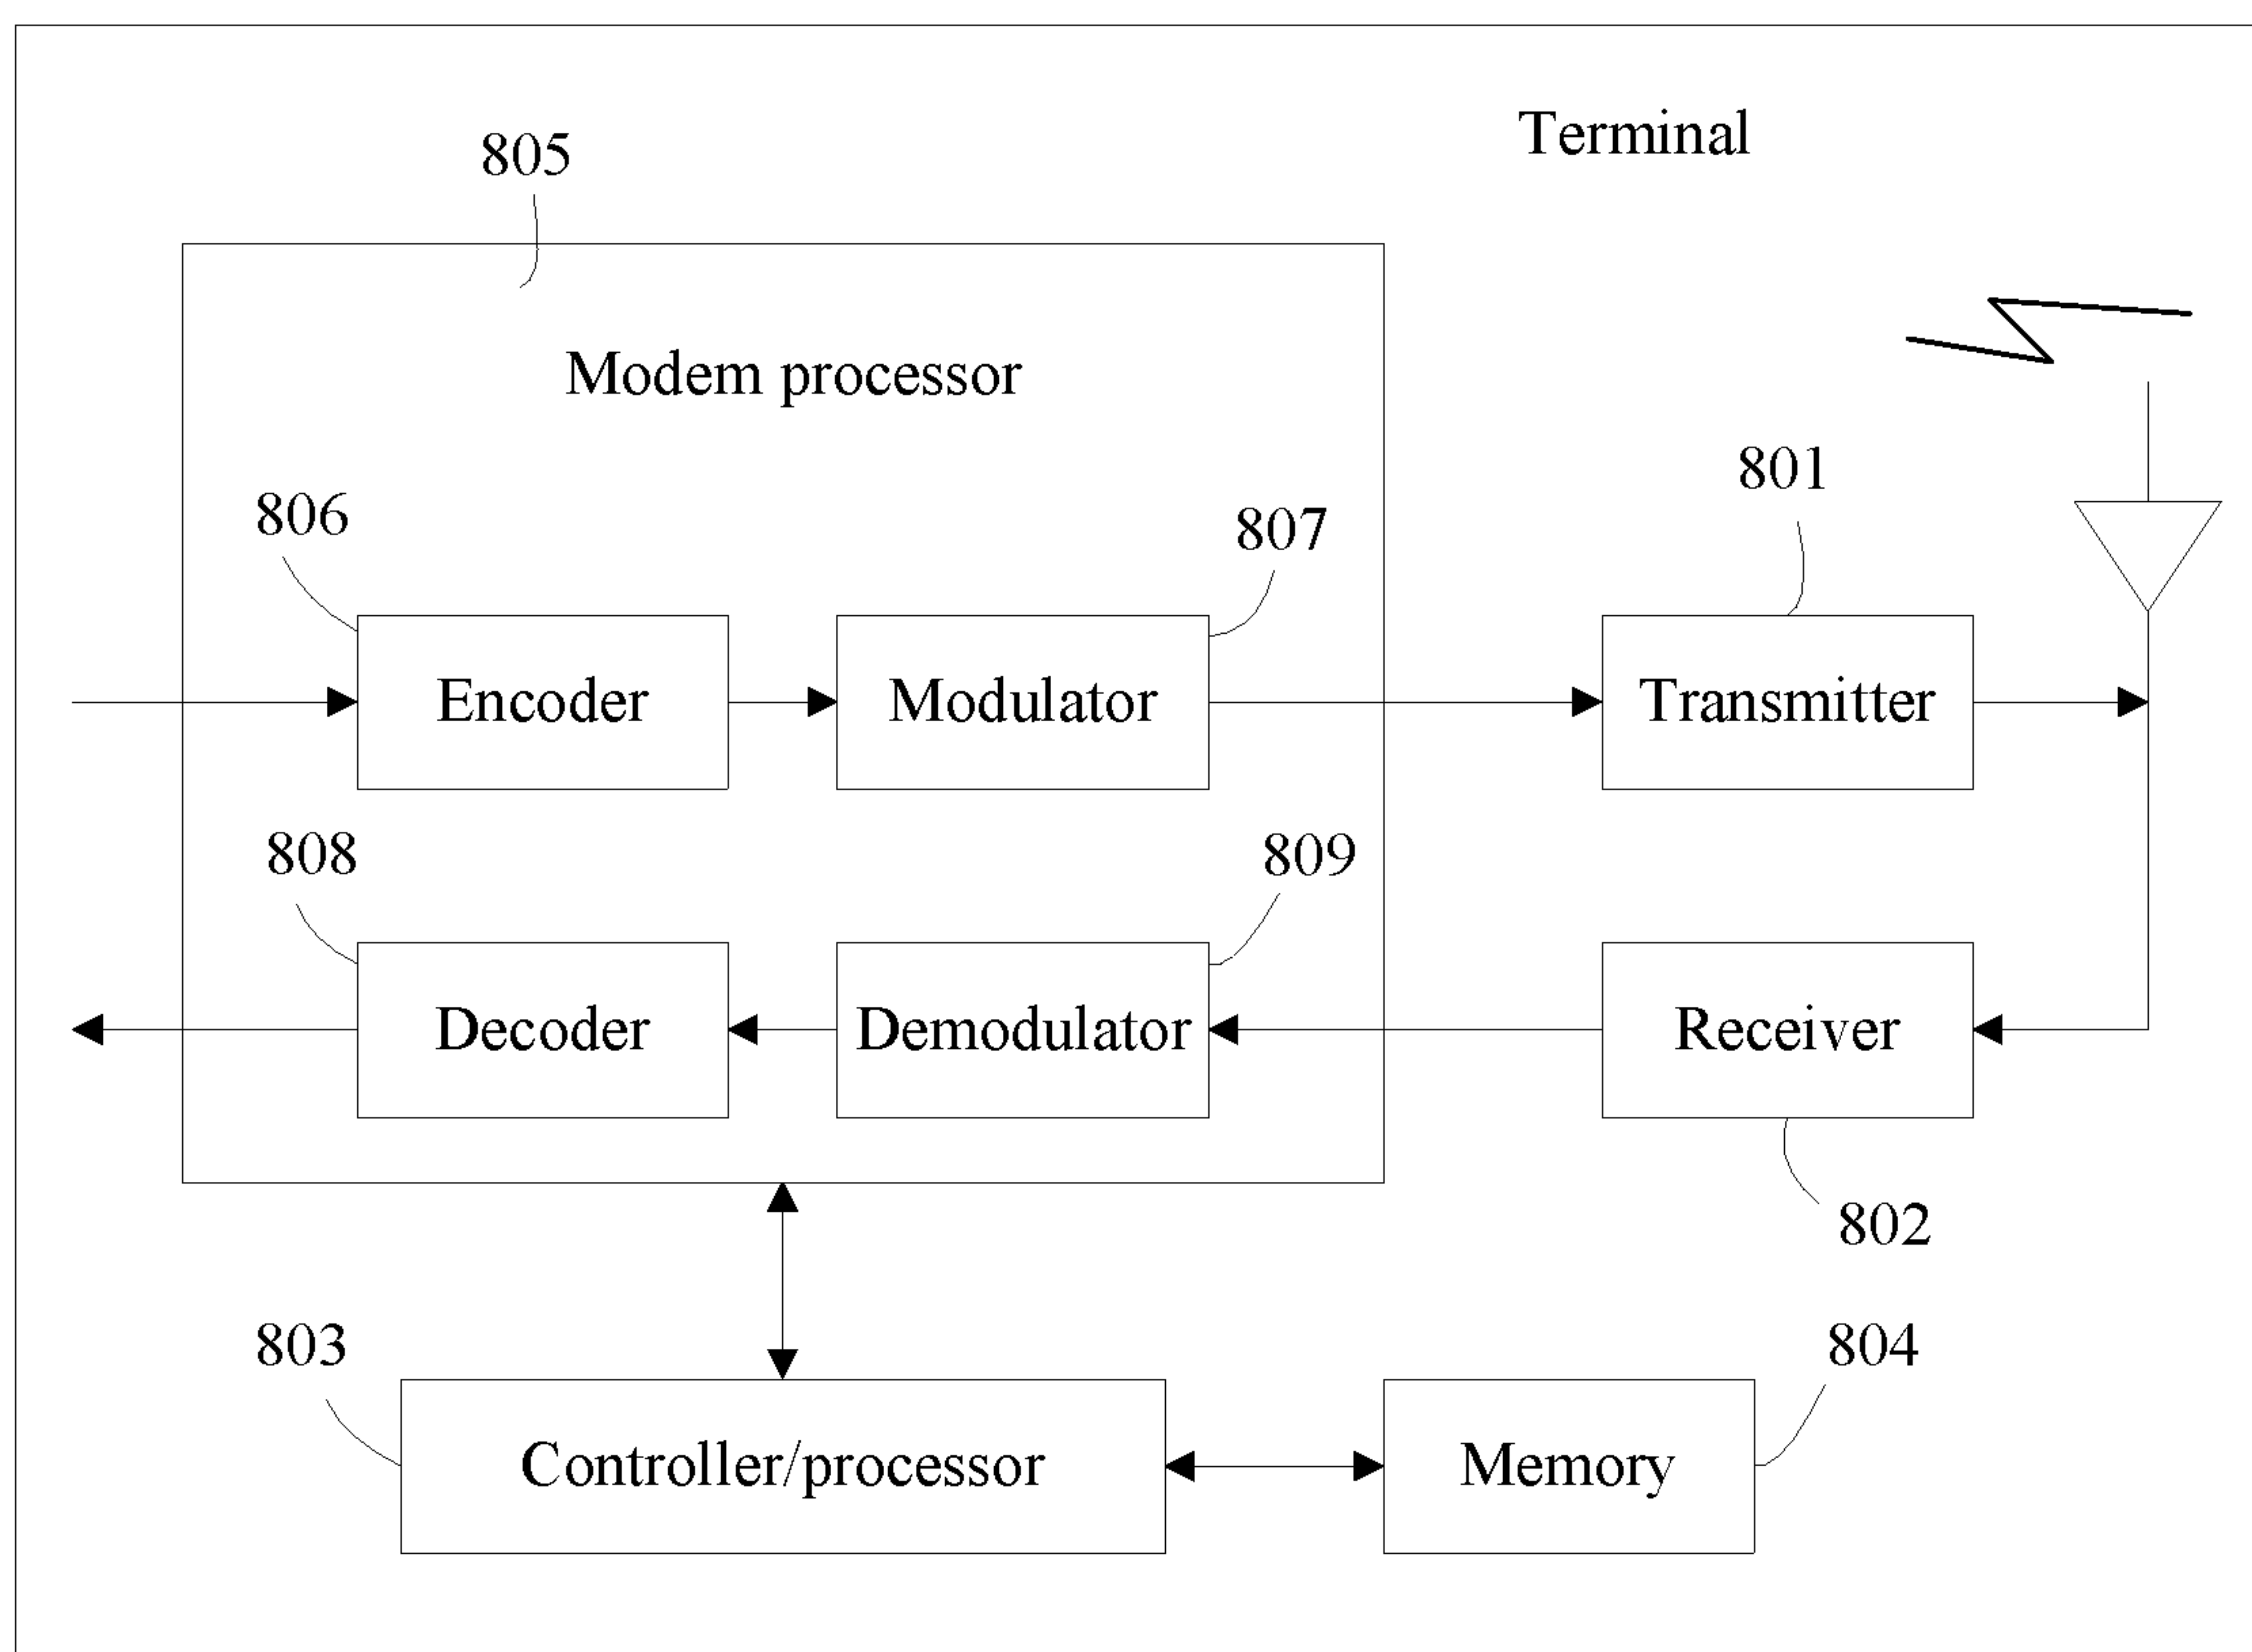 Terminal
805
Modem processor
801
806
807
Encoder
Modulator
Transmitter
808
809
Decoder
Demodulator
Receiver
802
803
804
Controller/processor
Memory